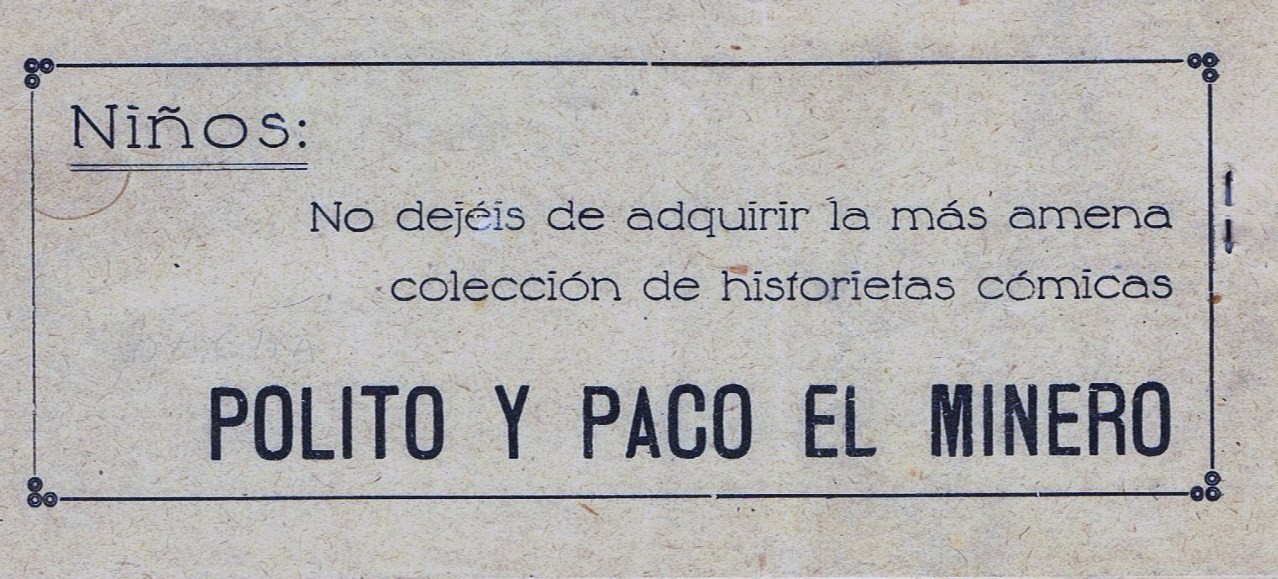 Niños:
No dejéis de adquirir la más amena
colección de historietas cómicas
POLITO Y PACO EL MINERO